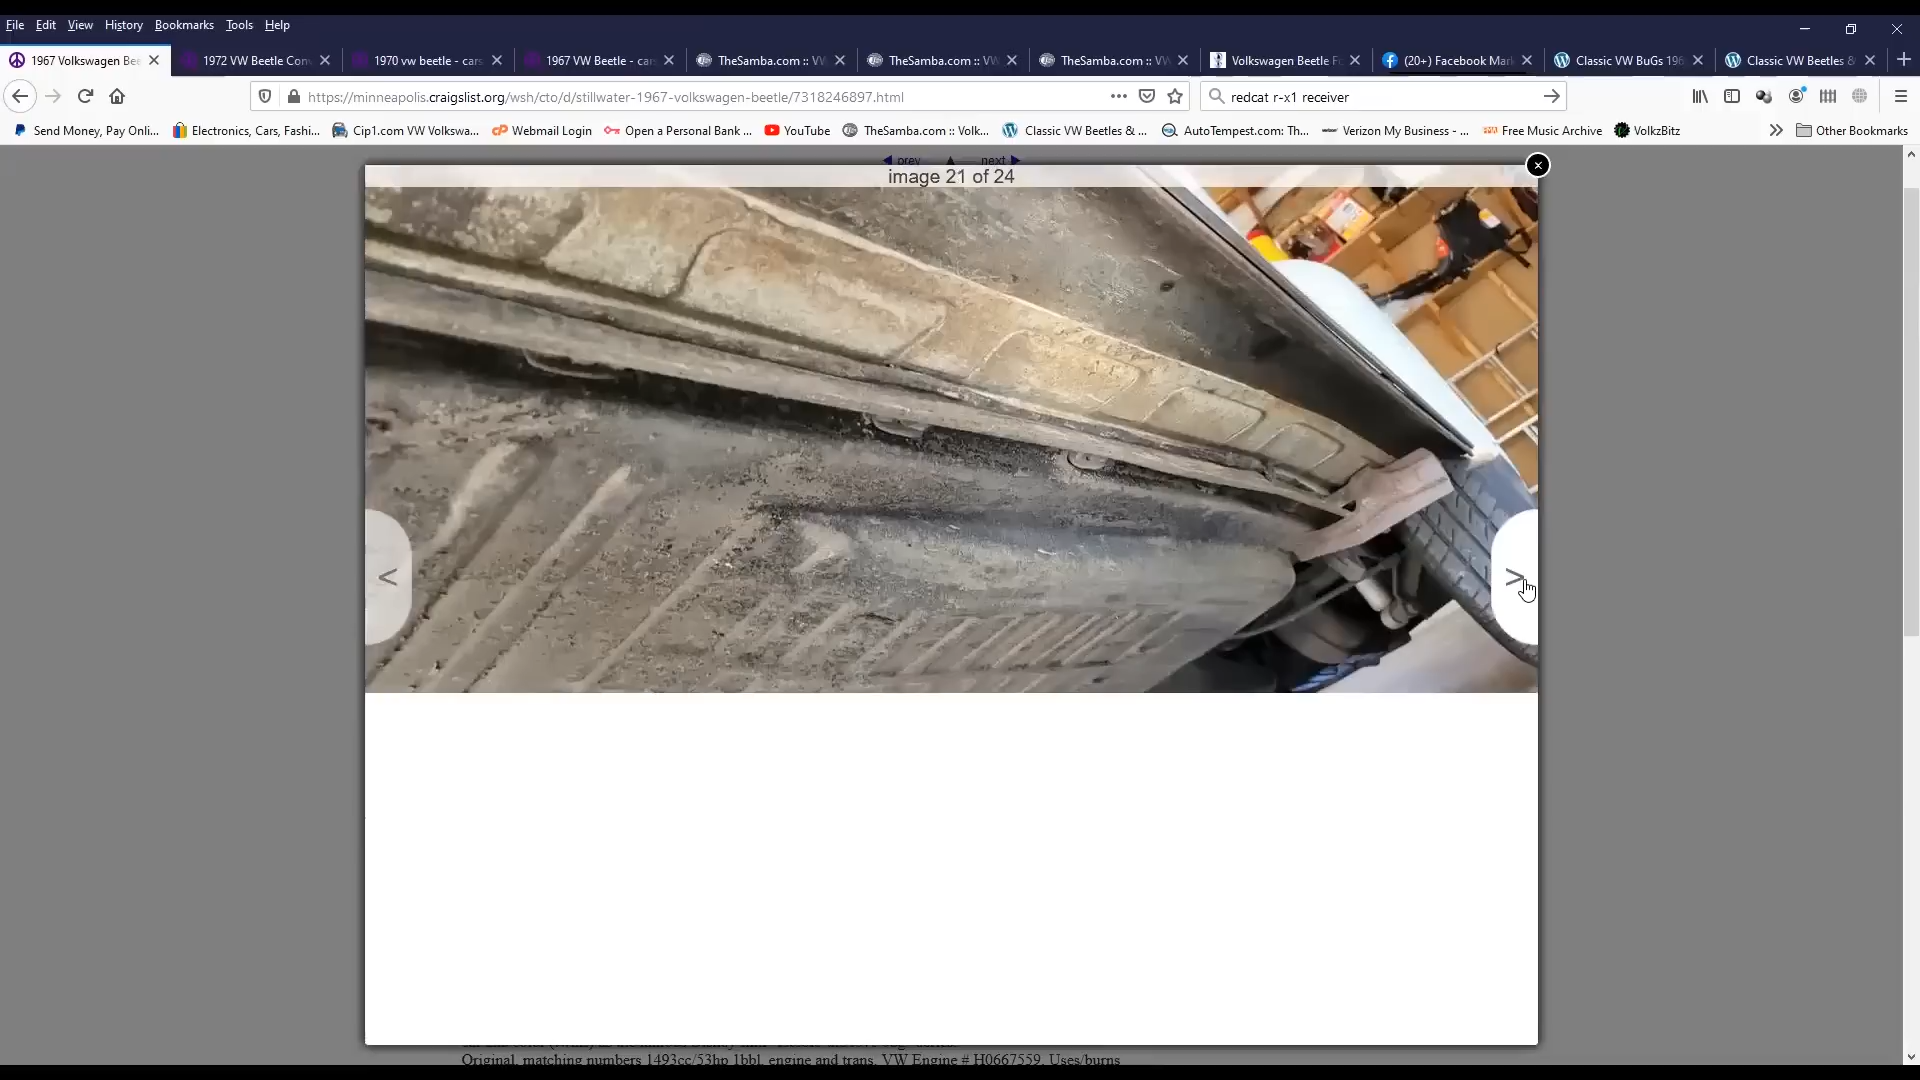 File Edit View History Bookmarks Tools Help
1967 Volkswagen Bee
1972 VW Beetle Con
1970 vw beetle - cars
1967 VW Beetle - car
TheSamba.com :: VW
TheSamba.com :: VW
TheSamba.com :: VW
Volkswagen Beetle Fo
(20+) Facebook Mar
Classic VW BuGs 196
Classic VW Beetles &
https://minneapolis.craigslist.org/wsh/cto/d/stillwater-1967-volkswagen-beetle/7318246897.html
redcat r-x1 receiver
Send Money, Pay Onli...
Electronics, Cars, Fashi...
Cip1.com VW Volkswa...
Webmail Login
Open a Personal Bank ...
YouTube
TheSamba.com :: Volk...
Classic VW Beetles & ...
AutoTempest.com: Th...
Verizon My Business - ...
Free Music Archive
VolkzBitz
Other Bookmarks
◀ prev ▲ next ▶
image 21 of 24
< >
Original, matching numbers 1493cc/53hp 1bbl, engine and trans. VW Engine # H0667559. Uses/burns